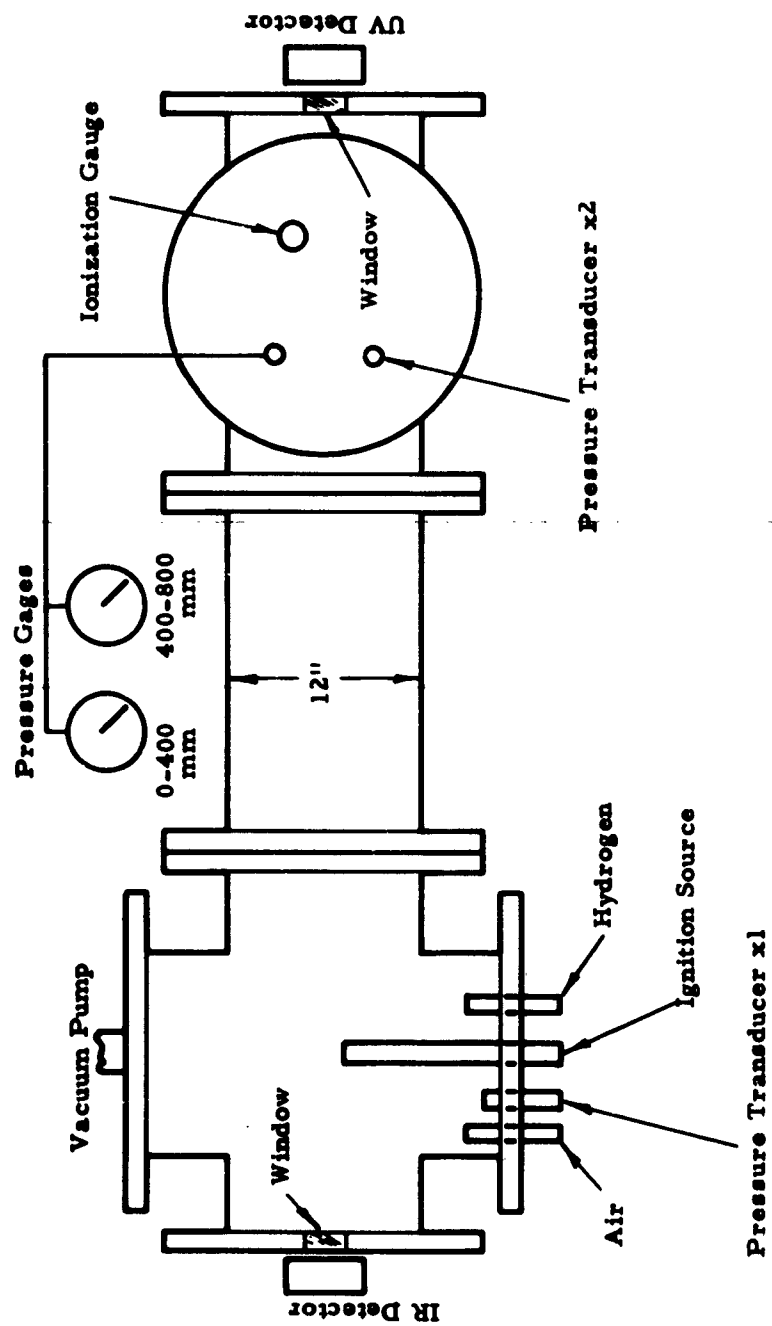 Pressure Gages
0-400
mm
400-800
mm
Vacuum Pump
Ionization Gauge
IR Detector
Window
12"
Window
UV Detector
Air
Pressure Transducer x1
Ignition Source
Hydrogen
Pressure Transducer x2